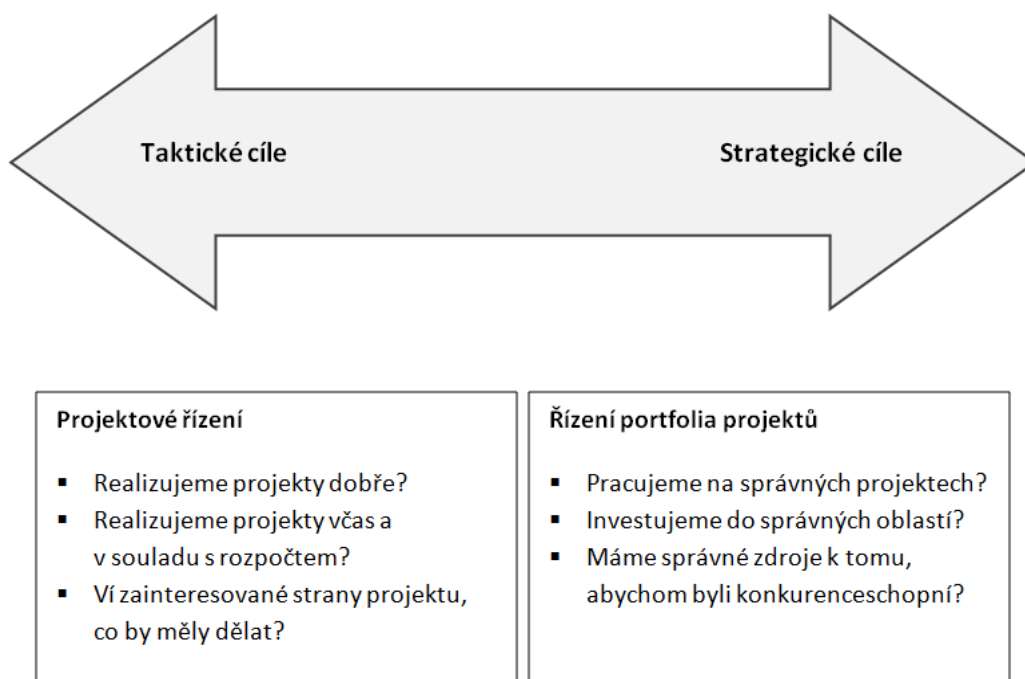 Taktické cíle
Strategické cíle
Projektové řízení
▪ Realizujeme projekty dobře?
▪ Realizujeme projekty včas a
v souladu s rozpočtem?
▪ Ví zainteresované strany projektu,
co by měly dělat?
Řízení portfolia projektů
▪ Pracujeme na správných projektech?
▪ Investujeme do správných oblastí?
▪ Máme správné zdroje k tomu,
abychom byli konkurenceschopní?